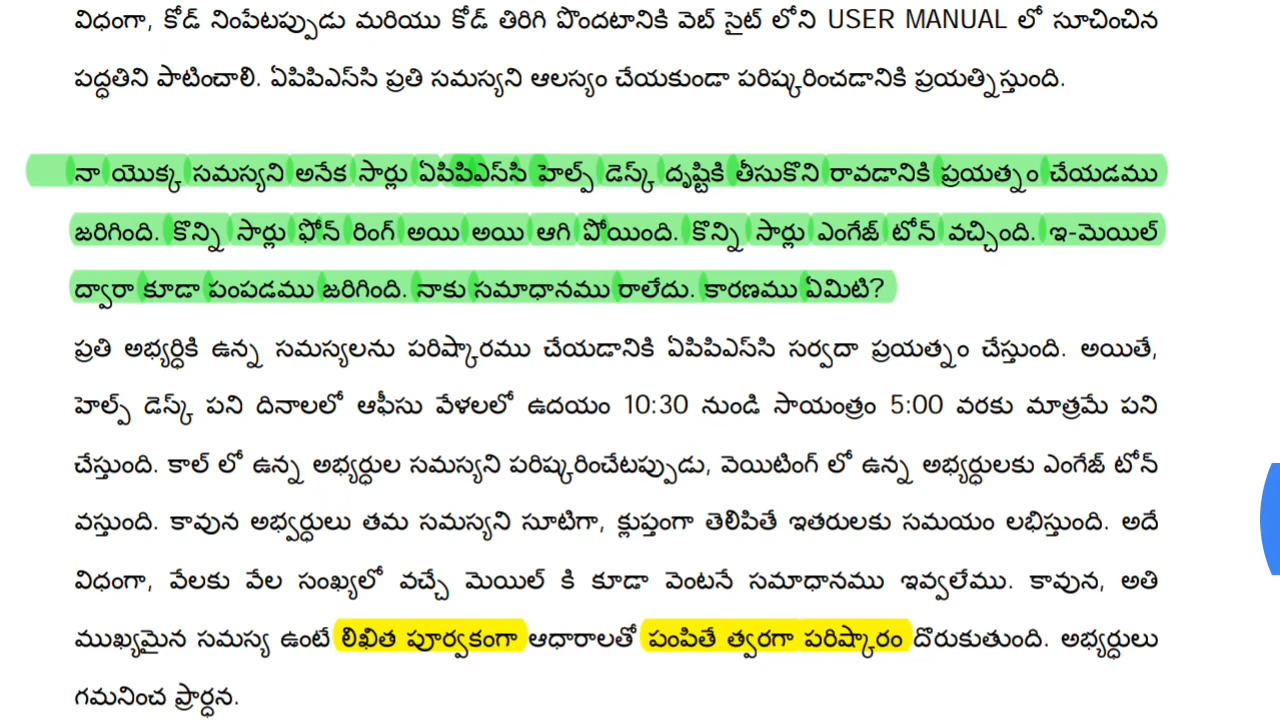 విధంగా, కోడ్ నింపేటప్పుడు మరియు కోడ్ తిరిగి పొందటానికి వెబ్ సైట్ లోని USER MANUAL లో సూచించిన
పద్ధతిని పాటించాలి. ఏపిపిఎస్‌సి ప్రతి సమస్యని ఆలస్యం చేయకుండా పరిష్కరించడానికి ప్రయత్నిస్తుంది.
నా యొక్క సమస్యని అనేక సార్లు ఏపిపిఎస్‌సి హెల్ప్ డెస్క్ దృష్టికి తీసుకొని రావడానికి ప్రయత్నం చేయడము
జరిగింది. కొన్ని సార్లు ఫోన్ రింగ్ అయి అయి ఆగి పోయింది. కొన్ని సార్లు ఎంగేజ్ టోన్ వచ్చింది. ఇ-మెయిల్
ద్వారా కూడా పంపడము జరిగింది. నాకు సమాధానము రాలేదు. కారణము ఏమిటి?
ప్రతి అభ్యర్ధికి ఉన్న సమస్యలను పరిష్కారము చేయడానికి ఏపిపిఎస్‌సి సర్వదా ప్రయత్నం చేస్తుంది. అయితే,
హెల్ప్ డెస్క్ పని దినాలలో ఆఫీసు వేళలలో ఉదయం 10:30 నుండి సాయంత్రం 5:00 వరకు మాత్రమే పని
చేస్తుంది. కాల్ లో ఉన్న అభ్యర్ధుల సమస్యని పరిష్కరించేటప్పుడు, వెయిటింగ్ లో ఉన్న అభ్యర్ధులకు ఎంగేజ్ టోన్
వస్తుంది. కావున అభ్వర్ధులు తమ సమస్యని సూటిగా, క్లుప్తంగా తెలిపితే ఇతరులకు సమయం లభిస్తుంది. అదే
విధంగా, వేలకు వేల సంఖ్యలో వచ్చే మెయిల్ కి కూడా వెంటనే సమాధానము ఇవ్వలేము. కావున, అతి
ముఖ్యమైన సమస్య ఉంటే లిఖిత పూర్వకంగా ఆధారాలతో పంపితే త్వరగా పరిష్కారం దొరుకుతుంది. అభ్యర్ధులు
గమనించ ప్రార్ధన.